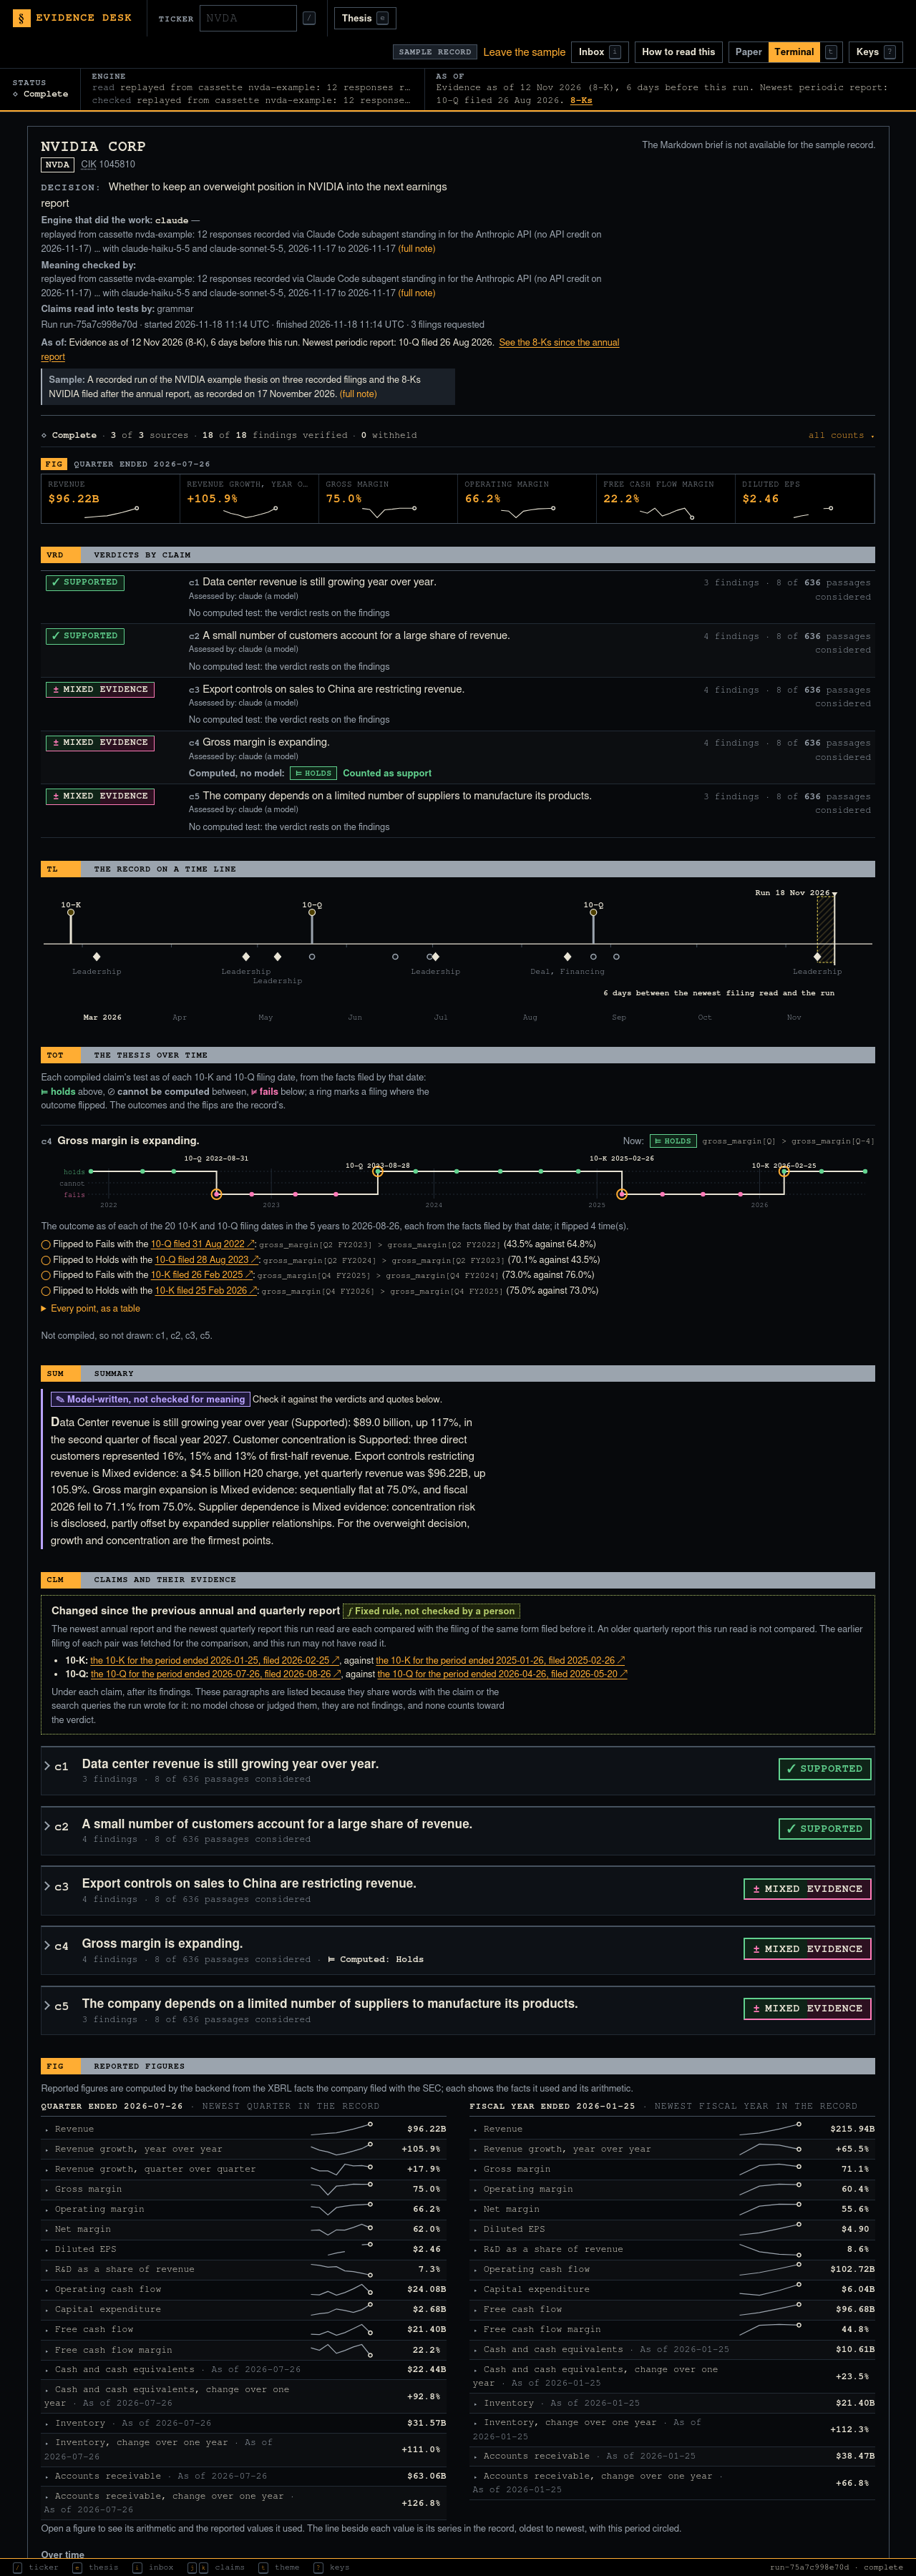 § EVIDENCE DESK
TICKER NVDA /
Thesis e
SAMPLE RECORD Leave the sample Inbox i How to read this Paper Terminal t Keys ?
STATUS
◇ Complete
ENGINE
read replayed from cassette nvda-example: 12 responses r…
checked replayed from cassette nvda-example: 12 response…
AS OF
Evidence as of 12 Nov 2026 (8-K), 6 days before this run. Newest periodic report:
10-Q filed 26 Aug 2026. 8-Ks
NVIDIA CORP
The Markdown brief is not available for the sample record.
NVDA CIK 1045810
DECISION: Whether to keep an overweight position in NVIDIA into the next earnings
report
Engine that did the work: claude —
replayed from cassette nvda-example: 12 responses recorded via Claude Code subagent standing in for the Anthropic API (no API credit on
2026-11-17) … with claude-haiku-5-5 and claude-sonnet-5-5, 2026-11-17 to 2026-11-17 (full note)
Meaning checked by:
replayed from cassette nvda-example: 12 responses recorded via Claude Code subagent standing in for the Anthropic API (no API credit on
2026-11-17) … with claude-haiku-5-5 and claude-sonnet-5-5, 2026-11-17 to 2026-11-17 (full note)
Claims read into tests by: grammar
Run run-75a7c998e70d · started 2026-11-18 11:14 UTC · finished 2026-11-18 11:14 UTC · 3 filings requested
As of: Evidence as of 12 Nov 2026 (8-K), 6 days before this run. Newest periodic report: 10-Q filed 26 Aug 2026. See the 8-Ks since the annual
report
Sample: A recorded run of the NVIDIA example thesis on three recorded filings and the 8-Ks
NVIDIA filed after the annual report, as recorded on 17 November 2026. (full note)
◇ Complete · 3 of 3 sources · 18 of 18 findings verified · 0 withheld
all counts ▾
FIG QUARTER ENDED 2026-07-26
REVENUE
$96.22B
REVENUE GROWTH, YEAR O…
+105.9%
GROSS MARGIN
75.0%
OPERATING MARGIN
66.2%
FREE CASH FLOW MARGIN
22.2%
DILUTED EPS
$2.46
VRD VERDICTS BY CLAIM
✓ SUPPORTED
c1 Data center revenue is still growing year over year.
Assessed by: claude (a model)
No computed test: the verdict rests on the findings
3 findings · 8 of 636 passages
considered
✓ SUPPORTED
c2 A small number of customers account for a large share of revenue.
Assessed by: claude (a model)
No computed test: the verdict rests on the findings
4 findings · 8 of 636 passages
considered
± MIXED EVIDENCE
c3 Export controls on sales to China are restricting revenue.
Assessed by: claude (a model)
No computed test: the verdict rests on the findings
4 findings · 8 of 636 passages
considered
± MIXED EVIDENCE
c4 Gross margin is expanding.
Assessed by: claude (a model)
Computed, no model: ⊨ HOLDS Counted as support
4 findings · 8 of 636 passages
considered
± MIXED EVIDENCE
c5 The company depends on a limited number of suppliers to manufacture its products.
Assessed by: claude (a model)
No computed test: the verdict rests on the findings
3 findings · 8 of 636 passages
considered
TL THE RECORD ON A TIME LINE
Run 18 Nov 2026
10-K 10-Q 10-Q
Leadership Leadership Leadership Deal, Financing Leadership
Leadership
6 days between the newest filing read and the run
Mar 2026 Apr May Jun Jul Aug Sep Oct Nov
TOT THE THESIS OVER TIME
Each compiled claim's test as of each 10-K and 10-Q filing date, from the facts filed by that date:
⊨ holds above, ⊘ cannot be computed between, ⊭ fails below; a ring marks a filing where the
outcome flipped. The outcomes and the flips are the record's.
c4 Gross margin is expanding.
Now: ⊨ HOLDS gross_margin[Q] > gross_margin[Q-4]
10-Q 2022-08-31
10-Q 2023-08-28
10-K 2025-02-26
10-K 2026-02-25
holds
cannot
fails
2022 2023 2024 2025 2026
The outcome as of each of the 20 10-K and 10-Q filing dates in the 5 years to 2026-08-26, each from the facts filed by that date; it flipped 4 time(s).
Flipped to Fails with the 10-Q filed 31 Aug 2022 ↗: gross_margin[Q2 FY2023] > gross_margin[Q2 FY2022] (43.5% against 64.8%)
Flipped to Holds with the 10-Q filed 28 Aug 2023 ↗: gross_margin[Q2 FY2024] > gross_margin[Q2 FY2023] (70.1% against 43.5%)
Flipped to Fails with the 10-K filed 26 Feb 2025 ↗: gross_margin[Q4 FY2025] > gross_margin[Q4 FY2024] (73.0% against 76.0%)
Flipped to Holds with the 10-K filed 25 Feb 2026 ↗: gross_margin[Q4 FY2026] > gross_margin[Q4 FY2025] (75.0% against 73.0%)
▶ Every point, as a table
Not compiled, so not drawn: c1, c2, c3, c5.
SUM SUMMARY
✎ Model-written, not checked for meaning Check it against the verdicts and quotes below.
Data Center revenue is still growing year over year (Supported): $89.0 billion, up 117%, in
the second quarter of fiscal year 2027. Customer concentration is Supported: three direct
customers represented 16%, 15% and 13% of first-half revenue. Export controls restricting
revenue is Mixed evidence: a $4.5 billion H20 charge, yet quarterly revenue was $96.22B, up
105.9%. Gross margin expansion is Mixed evidence: sequentially flat at 75.0%, and fiscal
2026 fell to 71.1% from 75.0%. Supplier dependence is Mixed evidence: concentration risk
is disclosed, partly offset by expanded supplier relationships. For the overweight decision,
growth and concentration are the firmest points.
CLM CLAIMS AND THEIR EVIDENCE
Changed since the previous annual and quarterly report ƒ Fixed rule, not checked by a person
The newest annual report and the newest quarterly report this run read are each compared with the filing of the same form filed before it. An older quarterly report this run read is not compared. The earlier
filing of each pair was fetched for the comparison, and this run may not have read it.
• 10-K: the 10-K for the period ended 2026-01-25, filed 2026-02-25 ↗, against the 10-K for the period ended 2025-01-26, filed 2025-02-26 ↗
• 10-Q: the 10-Q for the period ended 2026-07-26, filed 2026-08-26 ↗, against the 10-Q for the period ended 2026-04-26, filed 2026-05-20 ↗
Under each claim, after its findings. These paragraphs are listed because they share words with the claim or the
search queries the run wrote for it: no model chose or judged them, they are not findings, and none counts toward
the verdict.
c1 Data center revenue is still growing year over year.
3 findings · 8 of 636 passages considered
✓ SUPPORTED
c2 A small number of customers account for a large share of revenue.
4 findings · 8 of 636 passages considered
✓ SUPPORTED
c3 Export controls on sales to China are restricting revenue.
4 findings · 8 of 636 passages considered
± MIXED EVIDENCE
c4 Gross margin is expanding.
4 findings · 8 of 636 passages considered · ⊨ Computed: Holds
± MIXED EVIDENCE
c5 The company depends on a limited number of suppliers to manufacture its products.
3 findings · 8 of 636 passages considered
± MIXED EVIDENCE
FIG REPORTED FIGURES
Reported figures are computed by the backend from the XBRL facts the company filed with the SEC; each shows the facts it used and its arithmetic.
QUARTER ENDED 2026-07-26 · NEWEST QUARTER IN THE RECORD
Revenue $96.22B
Revenue growth, year over year +105.9%
Revenue growth, quarter over quarter +17.9%
Gross margin 75.0%
Operating margin 66.2%
Net margin 62.0%
Diluted EPS $2.46
R&D as a share of revenue 7.3%
Operating cash flow $24.08B
Capital expenditure $2.68B
Free cash flow $21.40B
Free cash flow margin 22.2%
Cash and cash equivalents · As of 2026-07-26 $22.44B
Cash and cash equivalents, change over one
year · As of 2026-07-26 +92.8%
Inventory · As of 2026-07-26 $31.57B
Inventory, change over one year · As of
2026-07-26 +111.0%
Accounts receivable · As of 2026-07-26 $63.06B
Accounts receivable, change over one year ·
As of 2026-07-26 +126.8%
FISCAL YEAR ENDED 2026-01-25 · NEWEST FISCAL YEAR IN THE RECORD
Revenue $215.94B
Revenue growth, year over year +65.5%
Gross margin 71.1%
Operating margin 60.4%
Net margin 55.6%
Diluted EPS $4.90
R&D as a share of revenue 8.6%
Operating cash flow $102.72B
Capital expenditure $6.04B
Free cash flow $96.68B
Free cash flow margin 44.8%
Cash and cash equivalents · As of 2026-01-25 $10.61B
Cash and cash equivalents, change over one
year · As of 2026-01-25 +23.5%
Inventory · As of 2026-01-25 $21.40B
Inventory, change over one year · As of
2026-01-25 +112.3%
Accounts receivable · As of 2026-01-25 $38.47B
Accounts receivable, change over one year ·
As of 2026-01-25 +66.8%
Open a figure to see its arithmetic and the reported values it used. The line beside each value is its series in the record, oldest to newest, with this period circled.
Over time
/ ticker e thesis i inbox j k claims t theme ? keys
run-75a7c998e70d · complete